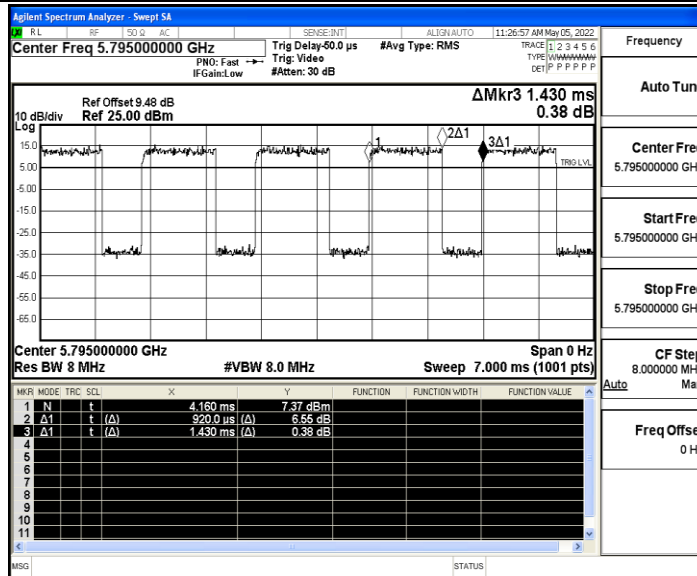 Agilent Spectrum Analyzer - Swept SA
RL RF 50 Ω AC SENSE:INT ALIGN AUTO 11:26:57 AM May 05, 2022
Center Freq 5.795000000 GHz
Trig Delay-50.0 µs #Avg Type: RMS TRACE 1 2 3 4 5 6
PNO: Fast Trig: Video TYPE WWWWWW
IFGain:Low #Atten: 30 dB DET P P P P P P
ΔMkr3 1.430 ms
0.38 dB
Ref Offset 9.48 dB
10 dB/div Ref 25.00 dBm
Log
15.0
5.00
-5.00
-15.0
-25.0
-35.0
-45.0
-55.0
-65.0
1
2Δ1
3Δ1
TRIG LVL
Center 5.795000000 GHz Span 0 Hz
Res BW 8 MHz #VBW 8.0 MHz Sweep 7.000 ms (1001 pts)
MKR MODE TRC SCL X Y FUNCTION FUNCTION WIDTH FUNCTION VALUE
1 N t 4.160 ms 7.37 dBm
2 Δ1 t (Δ) 920.0 µs (Δ) 6.55 dB
3 Δ1 t (Δ) 1.430 ms (Δ) 0.38 dB
4
5
6
7
8
9
10
11
MSG STATUS
Frequency
Auto Tun
Center Fre
5.795000000 GH
Start Fre
5.795000000 GH
Stop Fre
5.795000000 GH
CF Ste
8.000000 MH
Auto Ma
Freq Offse
0 H